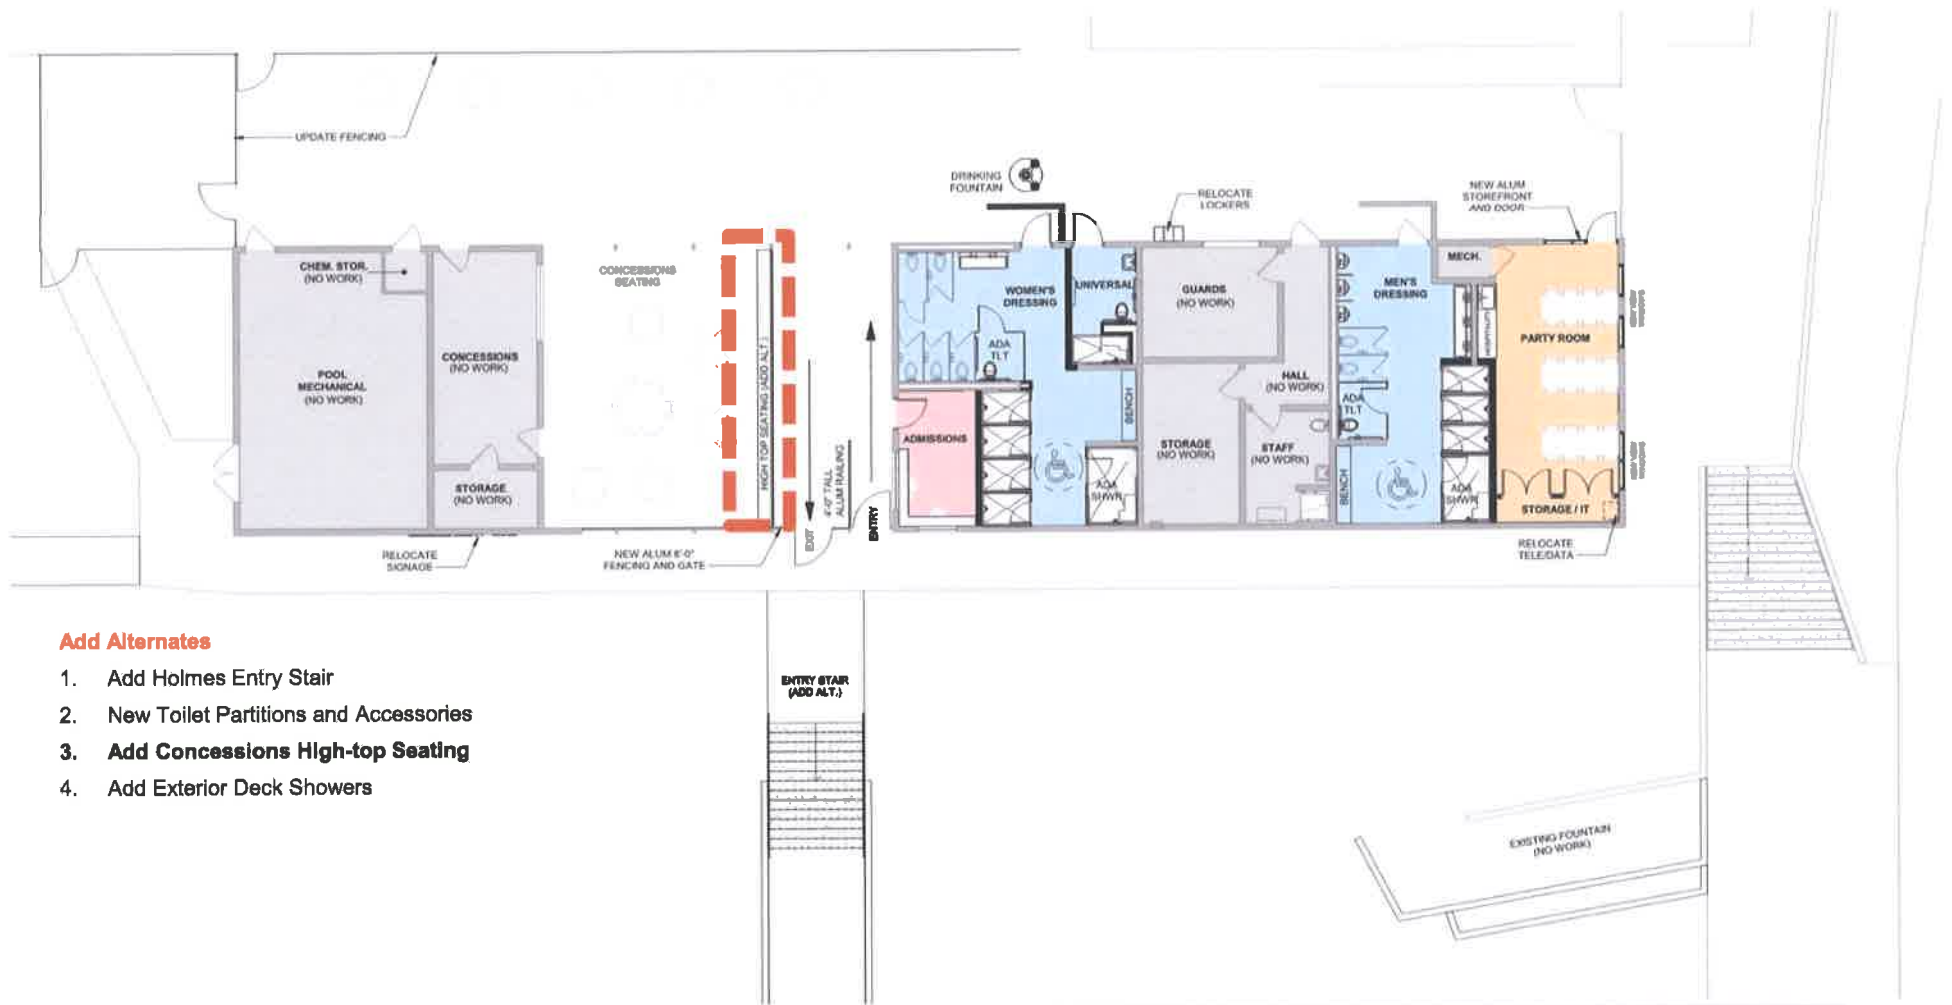 UPDATE FENCING
DRINKING
FOUNTAIN
RELOCATE
LOCKERS
NEW ALUM
STOREFRONT
AND DOOR
CHEM. STOR.
(NO WORK)
CONCESSIONS
SEATING
WOMEN'S
DRESSING
UNIVERSAL
GUARDS
(NO WORK)
MEN'S
DRESSING
MECH.
HOSPITALITY
PARTY ROOM
POOL
MECHANICAL
(NO WORK)
CONCESSIONS
(NO WORK)
HIGH TOP SEATING (ADD ALT.)
ADA
TLT
BENCH
HALL
(NO WORK)
ADA
TLT
ADMISSIONS
STORAGE
(NO WORK)
STAFF
(NO WORK)
STORAGE
(NO WORK)
4'-0" TALL
ALUM RAILING
EXIT
ENTRY
ADA
SHWR
BENCH
ADA
SHWR
STORAGE / IT
RELOCATE
SIGNAGE
NEW ALUM 8'-0"
FENCING AND GATE
RELOCATE
TELE/DATA
Add Alternates
1. Add Holmes Entry Stair
2. New Toilet Partitions and Accessories
3. Add Concessions High-top Seating
4. Add Exterior Deck Showers
ENTRY STAIR
(ADD ALT.)
EXISTING FOUNTAIN
(NO WORK)